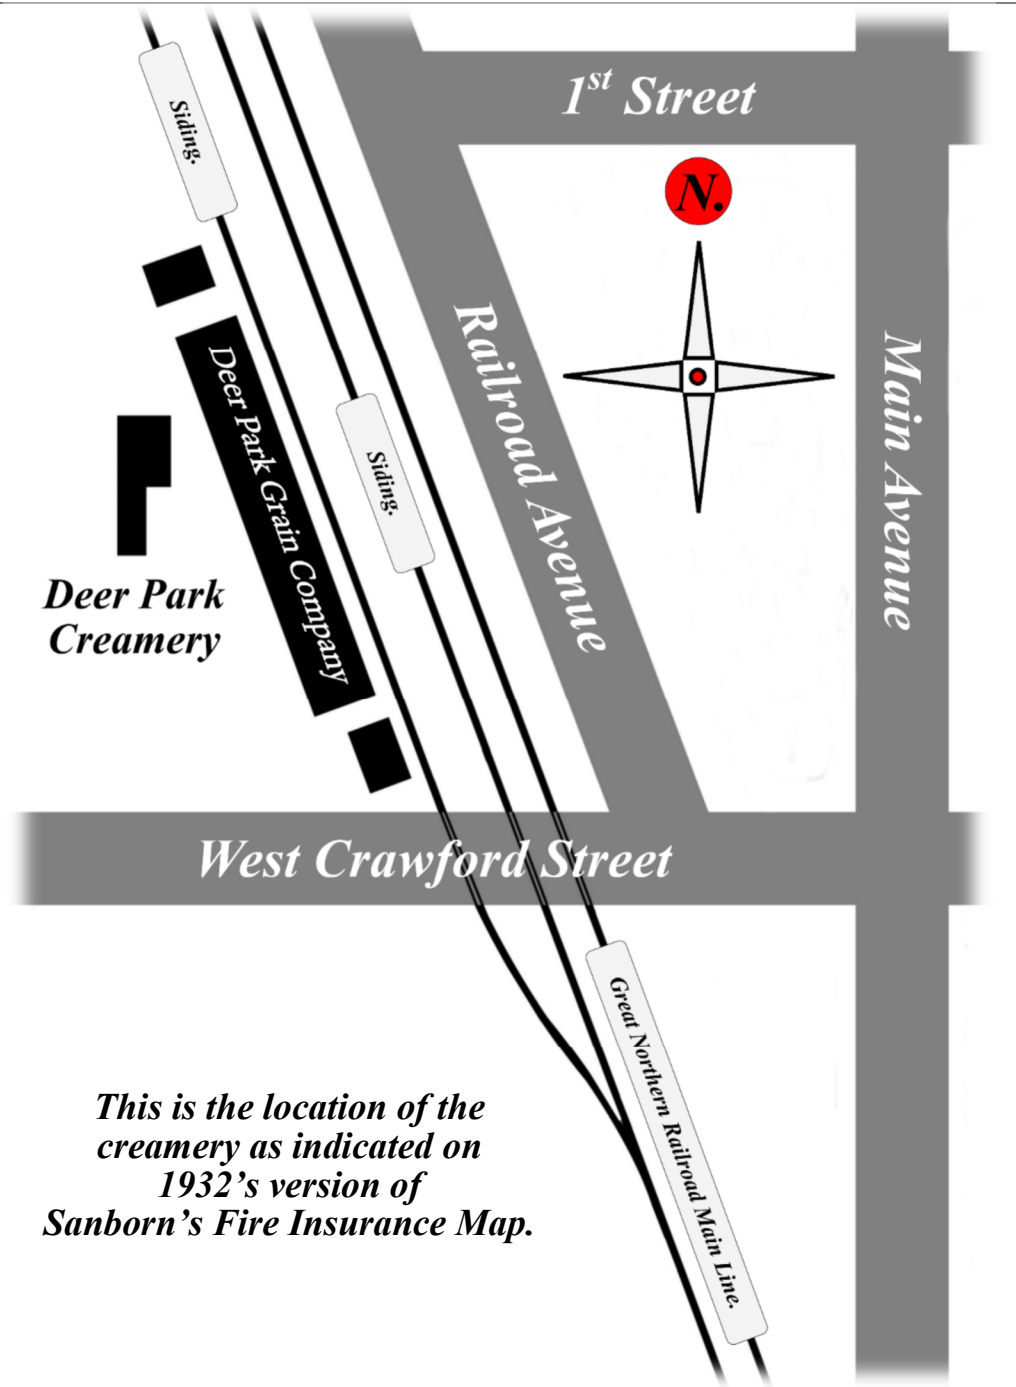 1st Street
Siding.
N.
Railroad Avenue
Main Avenue
Deer Park Grain Company
Siding.
Deer Park
Creamery
West Crawford Street
Great Northern Railroad Main Line.
This is the location of the
creamery as indicated on
1932’s version of
Sanborn’s Fire Insurance Map.